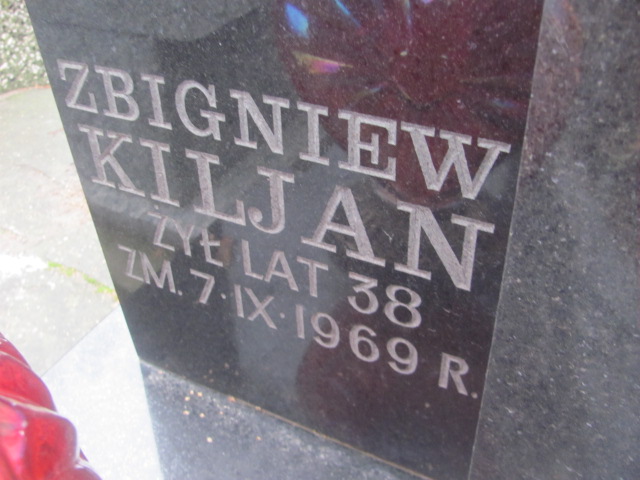 ZBIGNIEW
KILJAN
ŻYŁ LAT 38
ZM. 7·IX·1969 R.